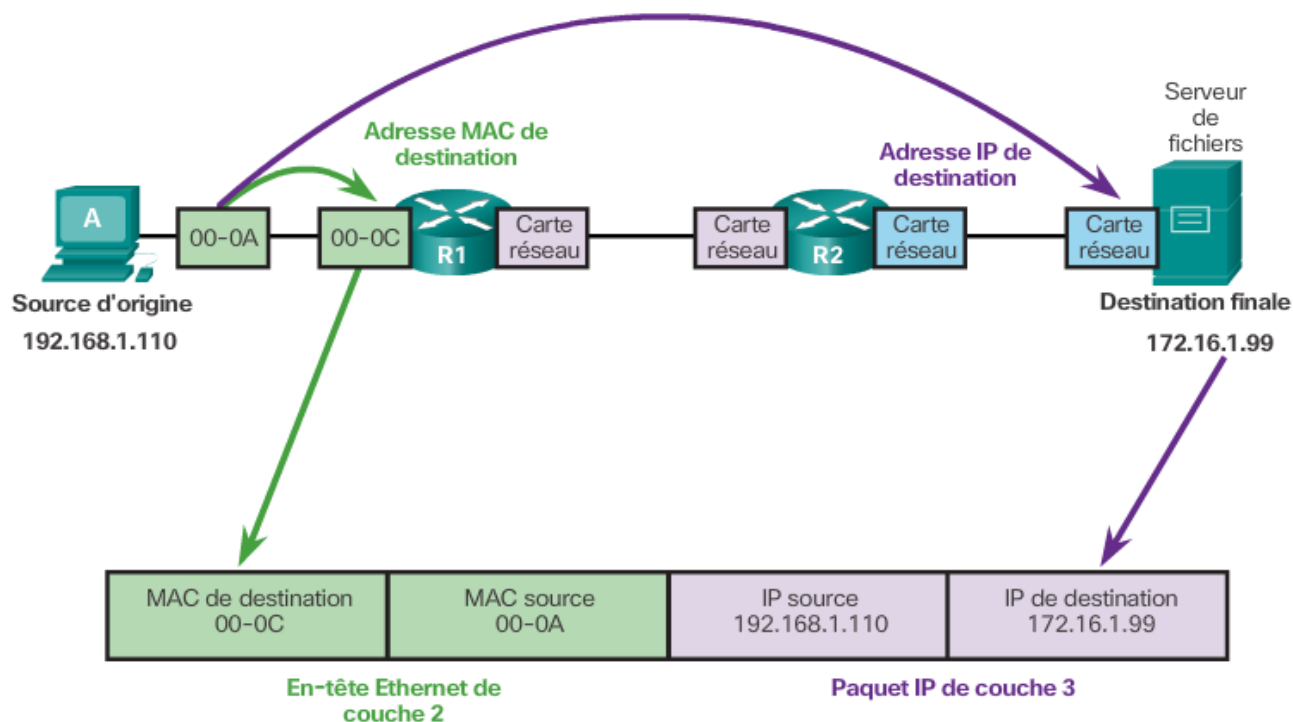 Serveur
de
fichiers
Adresse MAC de
destination
Adresse IP de
destination
A
00-0A
00-0C
R1
Carte
réseau
Carte
réseau
R2
Carte
réseau
Carte
réseau
Source d'origine
192.168.1.110
Destination finale
172.16.1.99
MAC de destination
00-0C
MAC source
00-0A
IP source
192.168.1.110
IP de destination
172.16.1.99
En-tête Ethernet de
couche 2
Paquet IP de couche 3